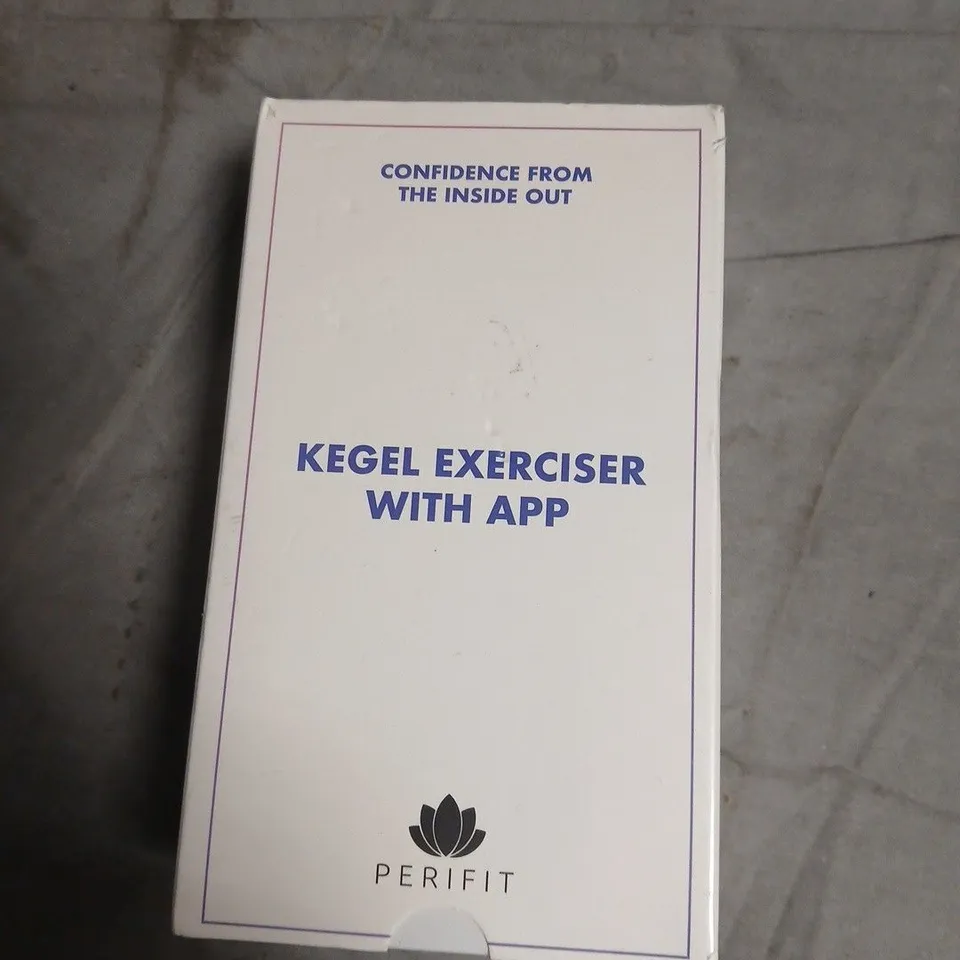 CONFIDENCE FROM
THE INSIDE OUT
KEGEL EXERCISER
WITH APP
PERIFIT